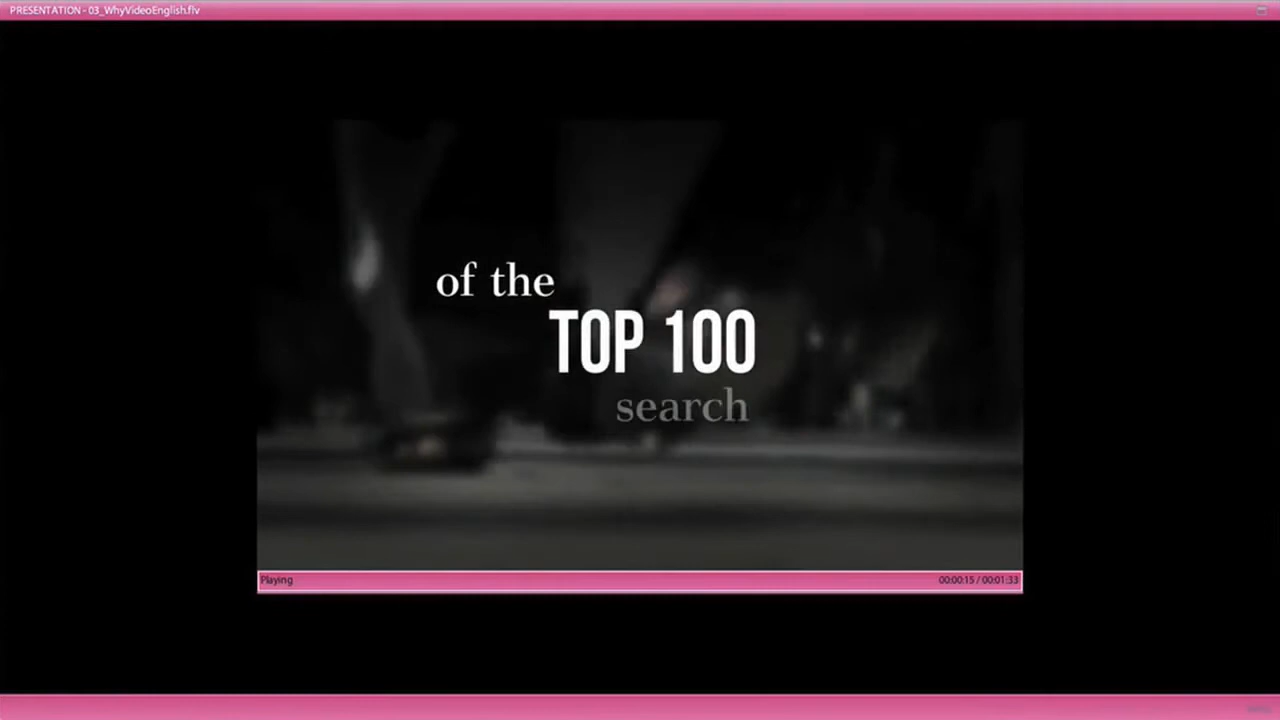 PRESENTATION - 03_WhyVideoEnglish.flv
of the
TOP 100
search
Playing
00:00:15 / 00:01:33